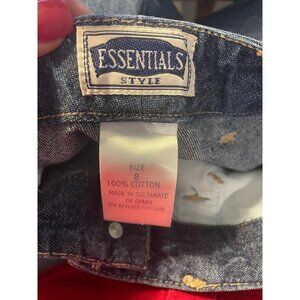 ESSENTIALS
STYLE
SIZE
8
100% COTTON
MADE IN SULTANATE
OF OMAN
SEE REVERSE FOR CARE